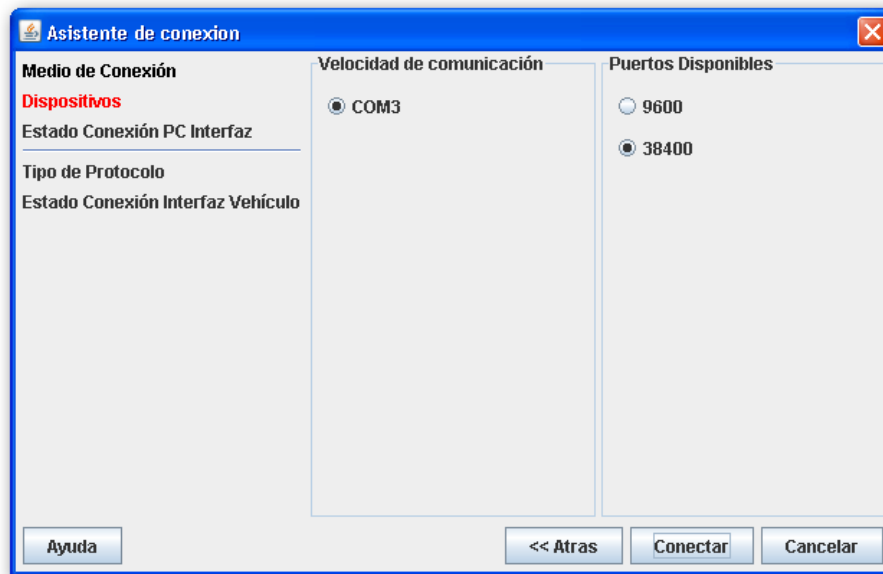 Asistente de conexion
Medio de Conexión
Dispositivos
Estado Conexión PC Interfaz
Tipo de Protocolo
Estado Conexión Interfaz Vehículo
Velocidad de comunicación
COM3
Puertos Disponibles
9600
38400
Ayuda
<< Atras
Conectar
Cancelar